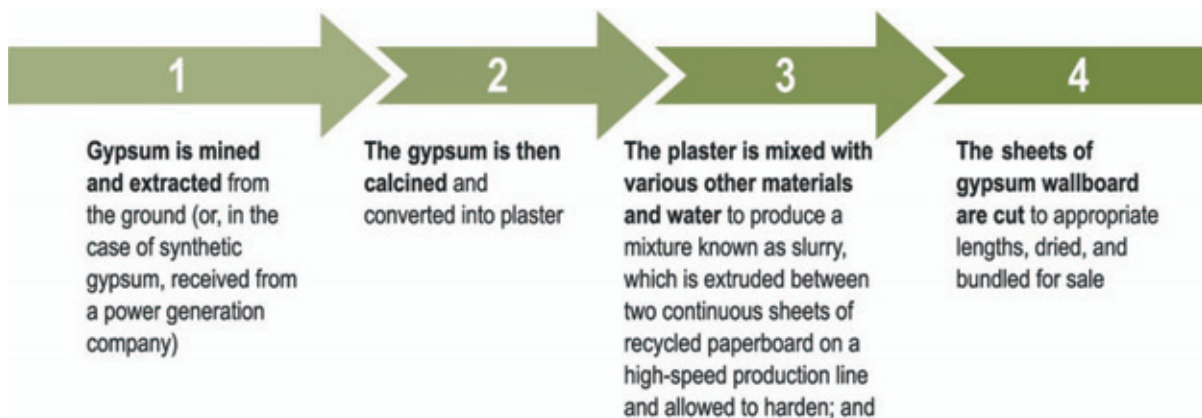 1
Gypsum is mined
and extracted from
the ground (or, in the
case of synthetic
gypsum, received from
a power generation
company)
2
The gypsum is then
calcined and
converted into plaster
3
The plaster is mixed with
various other materials
and water to produce a
mixture known as slurry,
which is extruded between
two continuous sheets of
recycled paperboard on a
high-speed production line
and allowed to harden; and
4
The sheets of
gypsum wallboard
are cut to appropriate
lengths, dried, and
bundled for sale